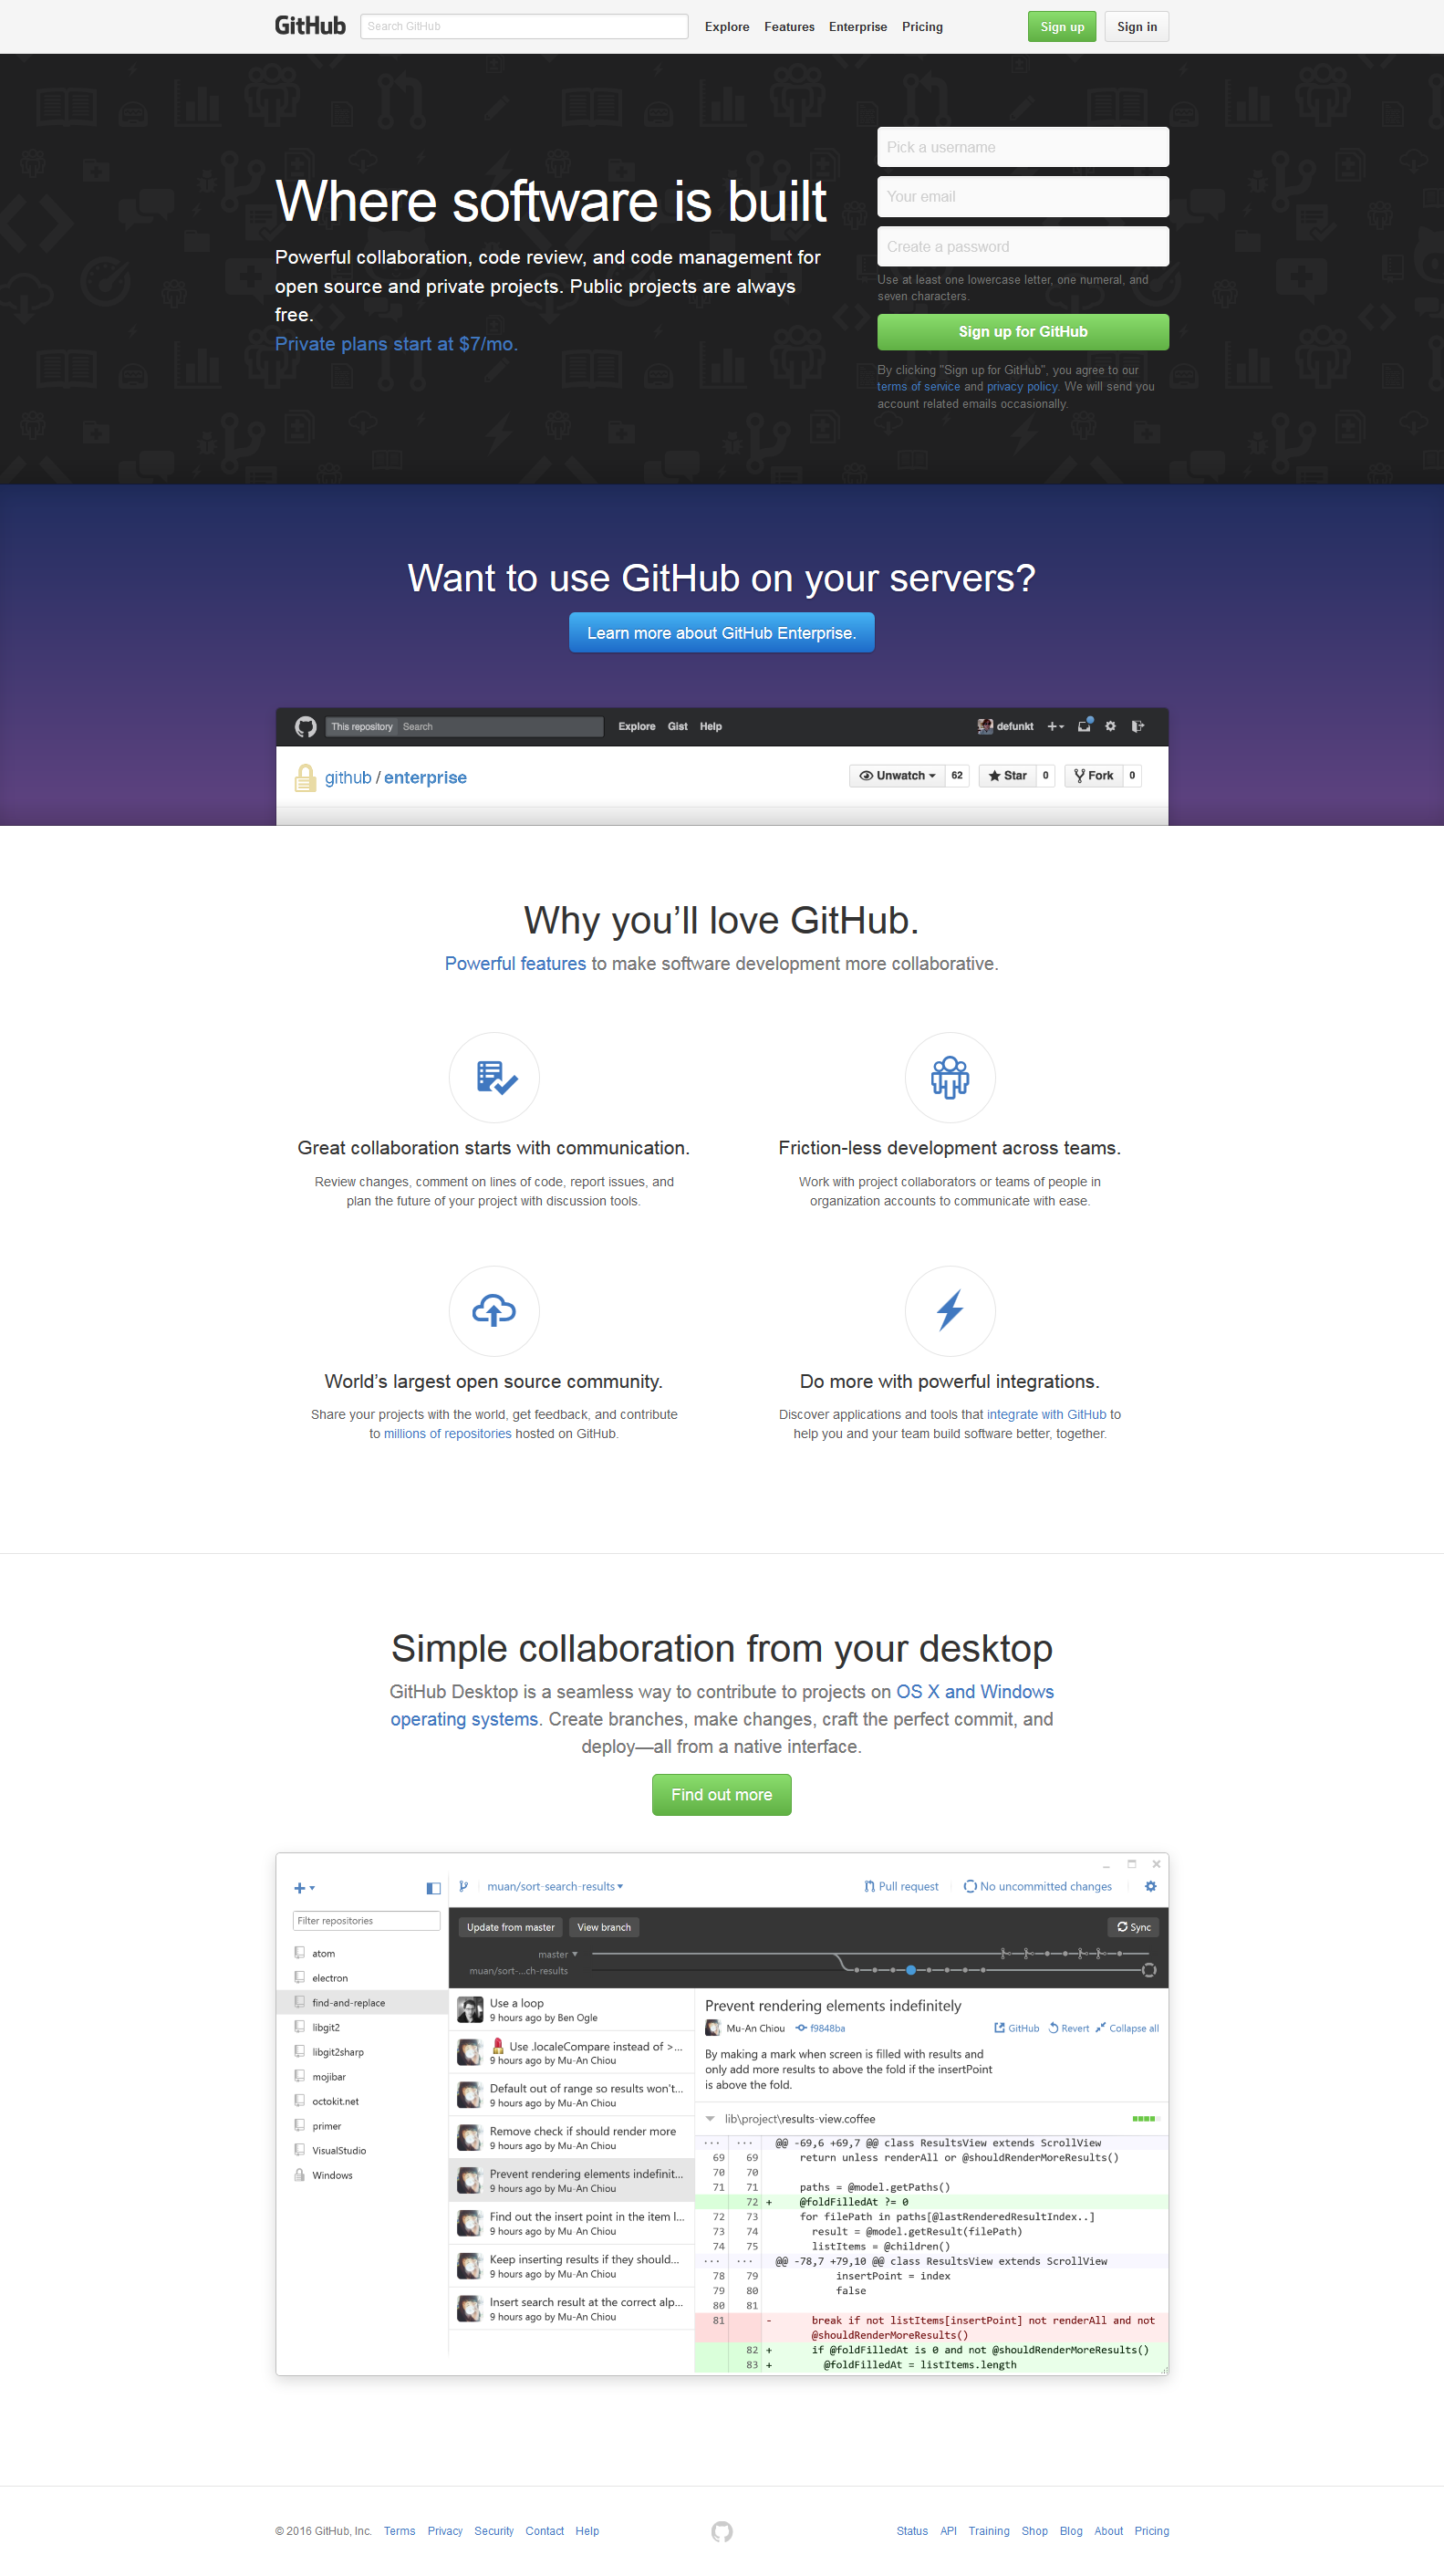 GitHub
Search GitHub
Explore Features Enterprise Pricing
Sign up Sign in
Where software is built
Powerful collaboration, code review, and code management for
open source and private projects. Public projects are always
free.
Private plans start at $7/mo.
Pick a username
Your email
Create a password
Use at least one lowercase letter, one numeral, and
seven characters.
Sign up for GitHub
By clicking "Sign up for GitHub", you agree to our
terms of service and privacy policy. We will send you
account related emails occasionally.
Want to use GitHub on your servers?
Learn more about GitHub Enterprise.
This repository Search Explore Gist Help defunkt
github / enterprise
Unwatch 62 Star 0 Fork 0
Why you’ll love GitHub.
Powerful features to make software development more collaborative.
Great collaboration starts with communication.
Review changes, comment on lines of code, report issues, and
plan the future of your project with discussion tools.
Friction-less development across teams.
Work with project collaborators or teams of people in
organization accounts to communicate with ease.
World’s largest open source community.
Share your projects with the world, get feedback, and contribute
to millions of repositories hosted on GitHub.
Do more with powerful integrations.
Discover applications and tools that integrate with GitHub to
help you and your team build software better, together.
Simple collaboration from your desktop
GitHub Desktop is a seamless way to contribute to projects on OS X and Windows
operating systems. Create branches, make changes, craft the perfect commit, and
deploy—all from a native interface.
Find out more
Filter repositories
atom
electron
find-and-replace
libgit2
libgit2sharp
mojibar
octokit.net
primer
VisualStudio
Windows
muan/sort-search-results
Pull request No uncommitted changes
Update from master View branch Sync
master
muan/sort-...ch-results
Use a loop
9 hours ago by Ben Ogle
Use .localeCompare instead of >...
9 hours ago by Mu-An Chiou
Default out of range so results won't...
9 hours ago by Mu-An Chiou
Remove check if should render more
9 hours ago by Mu-An Chiou
Prevent rendering elements indefinit...
9 hours ago by Mu-An Chiou
Find out the insert point in the item l...
9 hours ago by Mu-An Chiou
Keep inserting results if they should...
9 hours ago by Mu-An Chiou
Insert search result at the correct alp...
9 hours ago by Mu-An Chiou
Prevent rendering elements indefinitely
Mu-An Chiou f9848ba GitHub Revert Collapse all
By making a mark when screen is filled with results and
only add more results to above the fold if the insertPoint
is above the fold.
lib\project\results-view.coffee
... ... @@ -69,6 +69,7 @@ class ResultsView extends ScrollView
69 69 return unless renderAll or @shouldRenderMoreResults()
70 70
71 71 paths = @model.getPaths()
72 + @foldFilledAt ?= 0
72 73 for filePath in paths[@lastRenderedResultIndex..]
73 74 result = @model.getResult(filePath)
74 75 listItems = @children()
... ... @@ -78,7 +79,10 @@ class ResultsView extends ScrollView
78 79 insertPoint = index
79 80 false
80 81
81 - break if not listItems[insertPoint] not renderAll and not
@shouldRenderMoreResults()
82 + if @foldFilledAt is 0 and not @shouldRenderMoreResults()
83 + @foldFilledAt = listItems.length
© 2016 GitHub, Inc. Terms Privacy Security Contact Help
Status API Training Shop Blog About Pricing